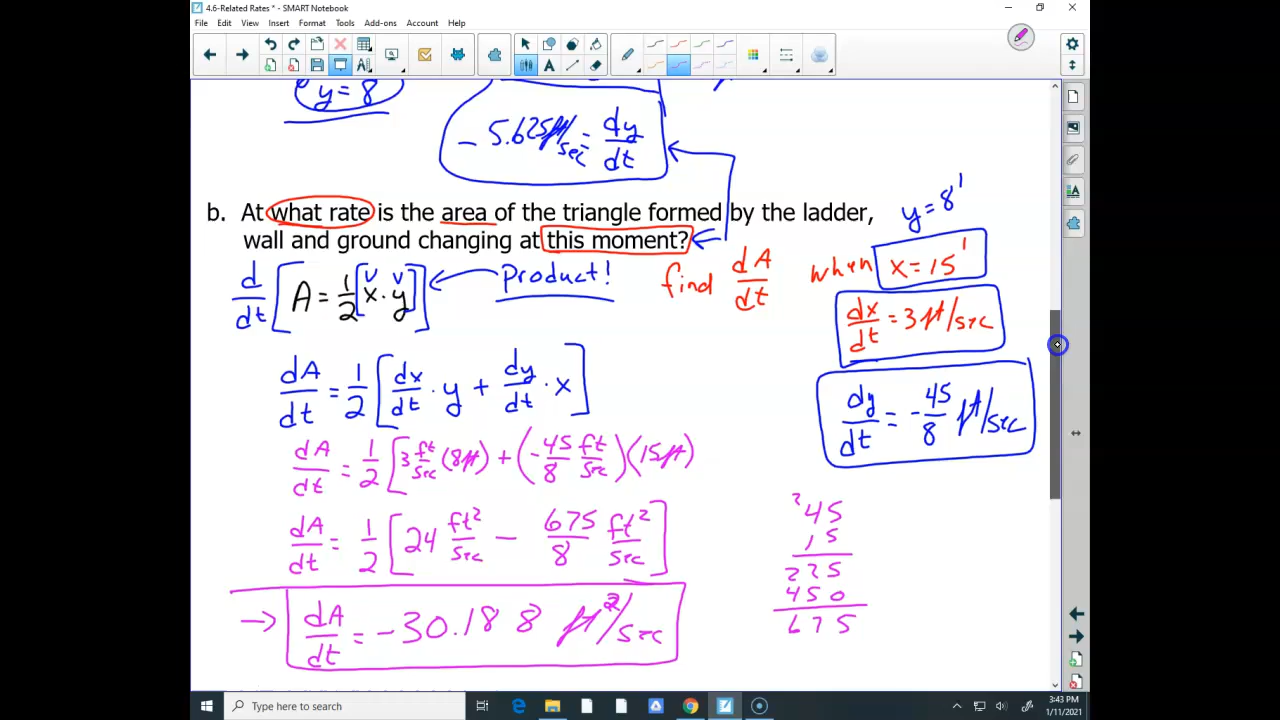 4.6-Related Rates * - SMART Notebook
File Edit View Insert Format Tools Add-ons Account Help
y = 8
- 5.625 ft/sec = dy/dt
b. At what rate is the area of the triangle formed by the ladder,
wall and ground changing at this moment?
y = 8'
d/dt [A = 1/2 [x · y]]
product!
find dA/dt
when x = 15'
dx/dt = 3 ft/sec
dA/dt = 1/2 [dx/dt · y + dy/dt · x]
dy/dt = -45/8 ft/sec
dA/dt = 1/2 [3 ft/sec (8ft) + (-45/8 ft/sec)(15ft)
dA/dt = 1/2 [24 ft²/sec - 675/8 ft²/sec]
→ dA/dt = -30.188 ft²/sec
2
45
15
225
450
675
Type here to search
3:43 PM
1/11/2021